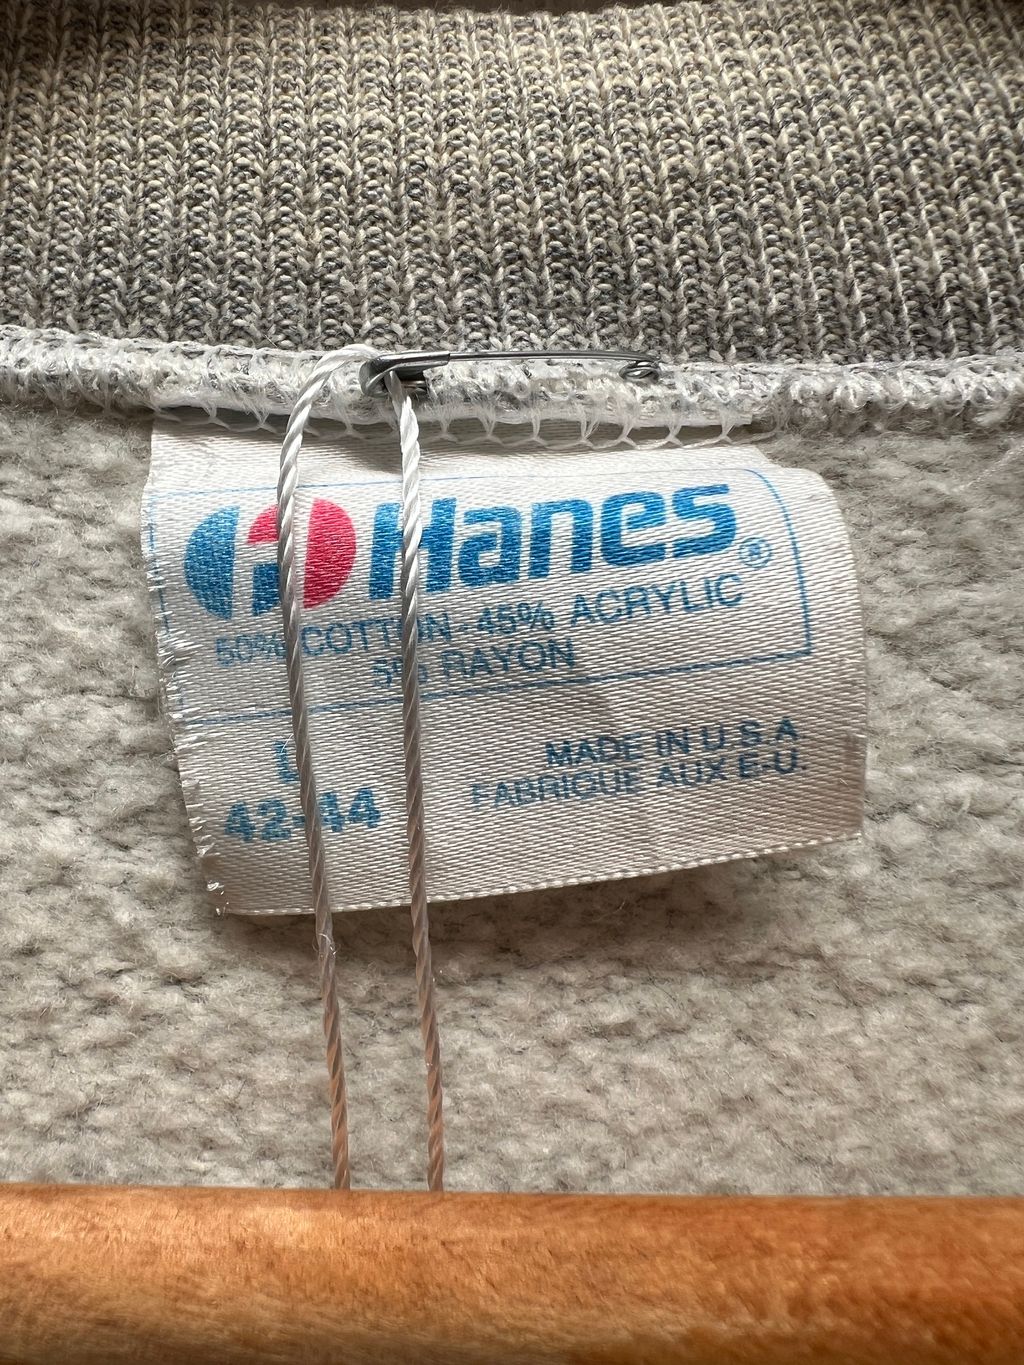 Hanes®
50% COTTON - 45% ACRYLIC
5% RAYON
L
42-44
MADE IN U.S.A.
FABRIQUE AUX E-U.